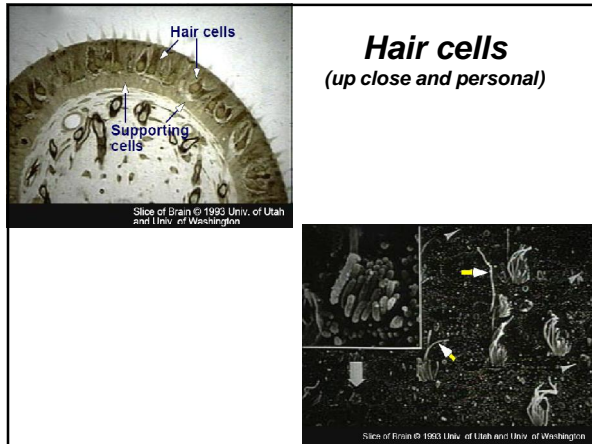 Hair cells
Supporting
cells
Slice of Brain © 1993 Univ. of Utah
and Univ. of Washington
Hair cells
(up close and personal)
Slice of Brain © 1993 Univ. of Utah and Univ. of Washington